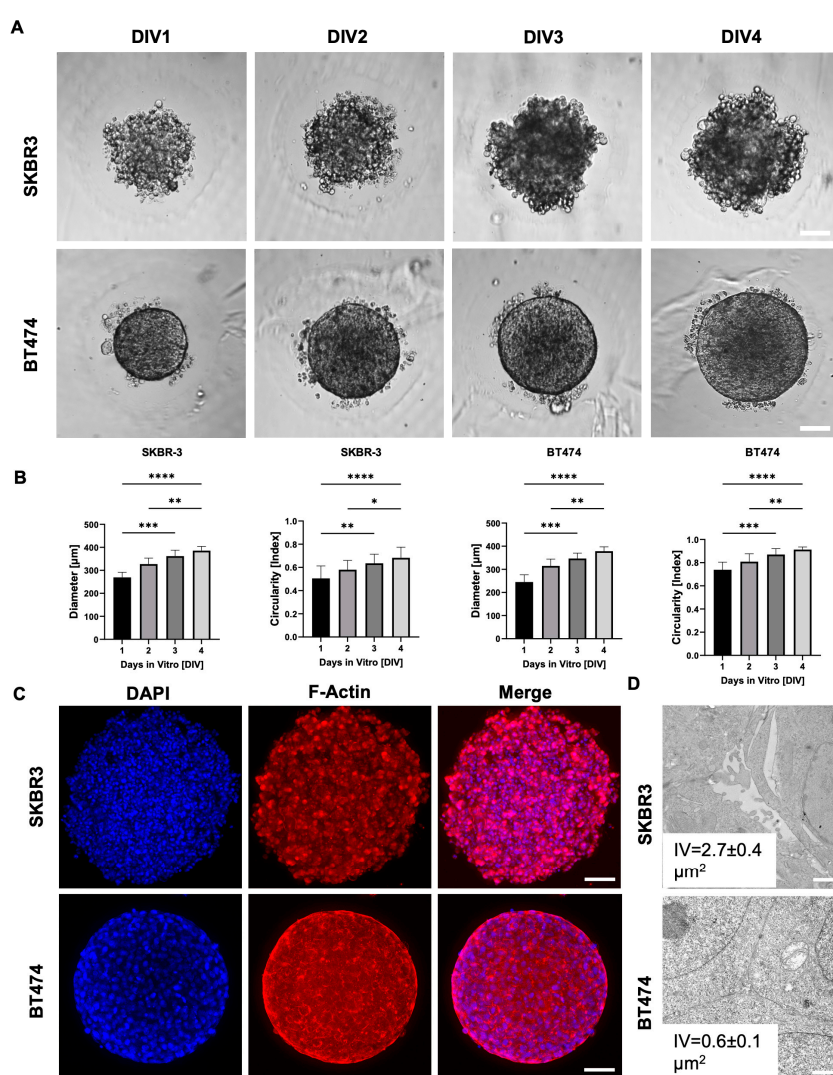 A
DIV1 DIV2 DIV3 DIV4
SKBR3
BT474
B
SKBR-3
****
**
***
500
400
300
200
100
0
Diameter [µm]
1 2 3 4
Days in Vitro [DIV]
SKBR-3
****
*
**
1.0
0.8
0.6
0.4
0.2
0.0
Circularity [Index]
1 2 3 4
Days in Vitro [DIV]
BT474
****
**
***
500
400
300
200
100
0
Diameter [µm]
1 2 3 4
Days in Vitro [DIV]
BT474
****
**
***
1.0
0.8
0.6
0.4
0.2
0.0
Circularity [Index]
1 2 3 4
Days in Vitro [DIV]
C
DAPI F-Actin Merge
SKBR3
BT474
D
SKBR3
IV=2.7±0.4
µm²
BT474
IV=0.6±0.1
µm²